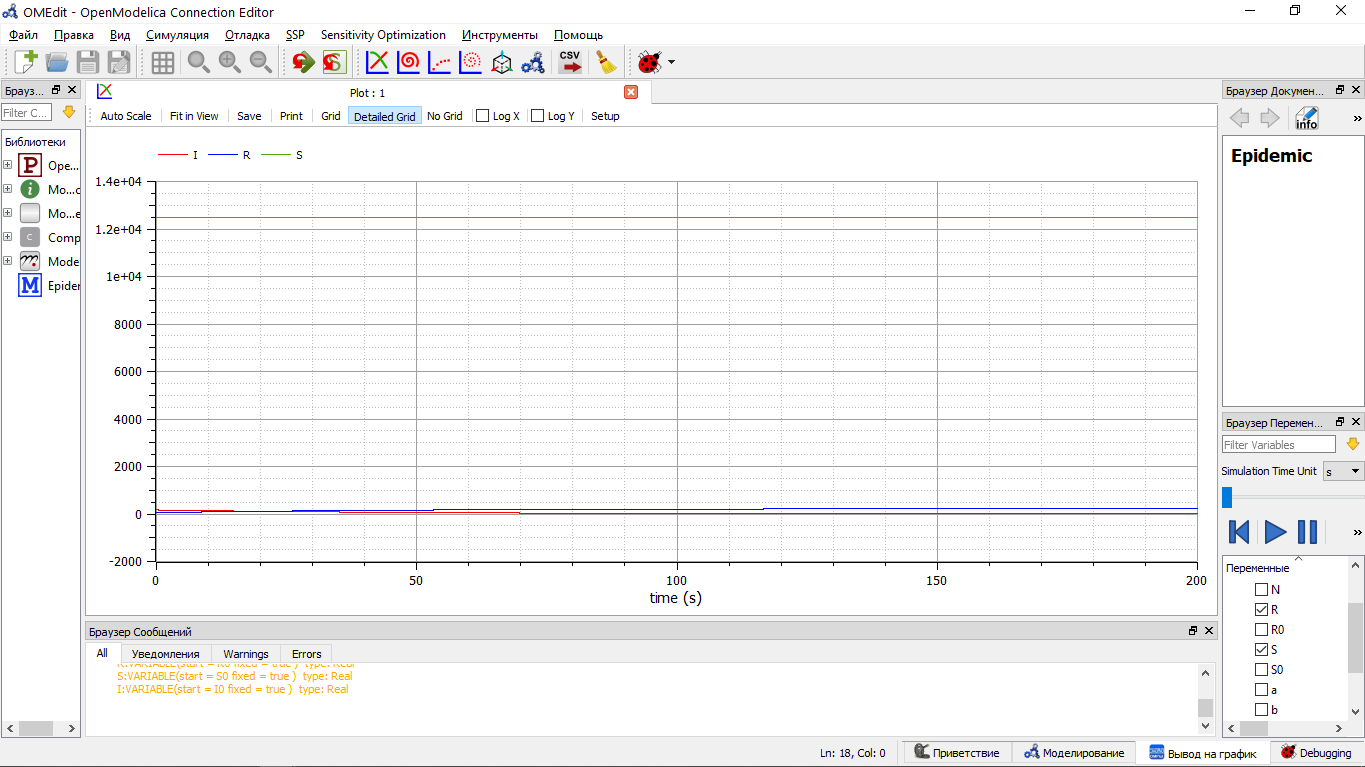 OMEdit - OpenModelica Connection Editor
Файл Правка Вид Симуляция Отладка SSP Sensitivity Optimization Инструменты Помощь
CSV
Брауз...
Filter C...
Библиотеки
P Ope...
i Mo...c
Mo...e
C Comp
Mode
M Epider
Plot : 1
Auto Scale Fit in View Save Print Grid Detailed Grid No Grid Log X Log Y Setup
I R S
1.4e+04
1.2e+04
1e+04
8000
6000
4000
2000
0
-2000
0 50 100 150 200
time (s)
Браузер Сообщений
All Уведомления Warnings Errors
R:VARIABLE(start = R0 fixed = true ) type: Real
S:VARIABLE(start = S0 fixed = true ) type: Real
I:VARIABLE(start = I0 fixed = true ) type: Real
Браузер Докумен...
info »
Epidemic
Браузер Перемен...
Filter Variables
Simulation Time Unit s
»
Переменные
N
R
R0
S
S0
a
b
Ln: 18, Col: 0 Приветствие Моделирование Вывод на график Debugging